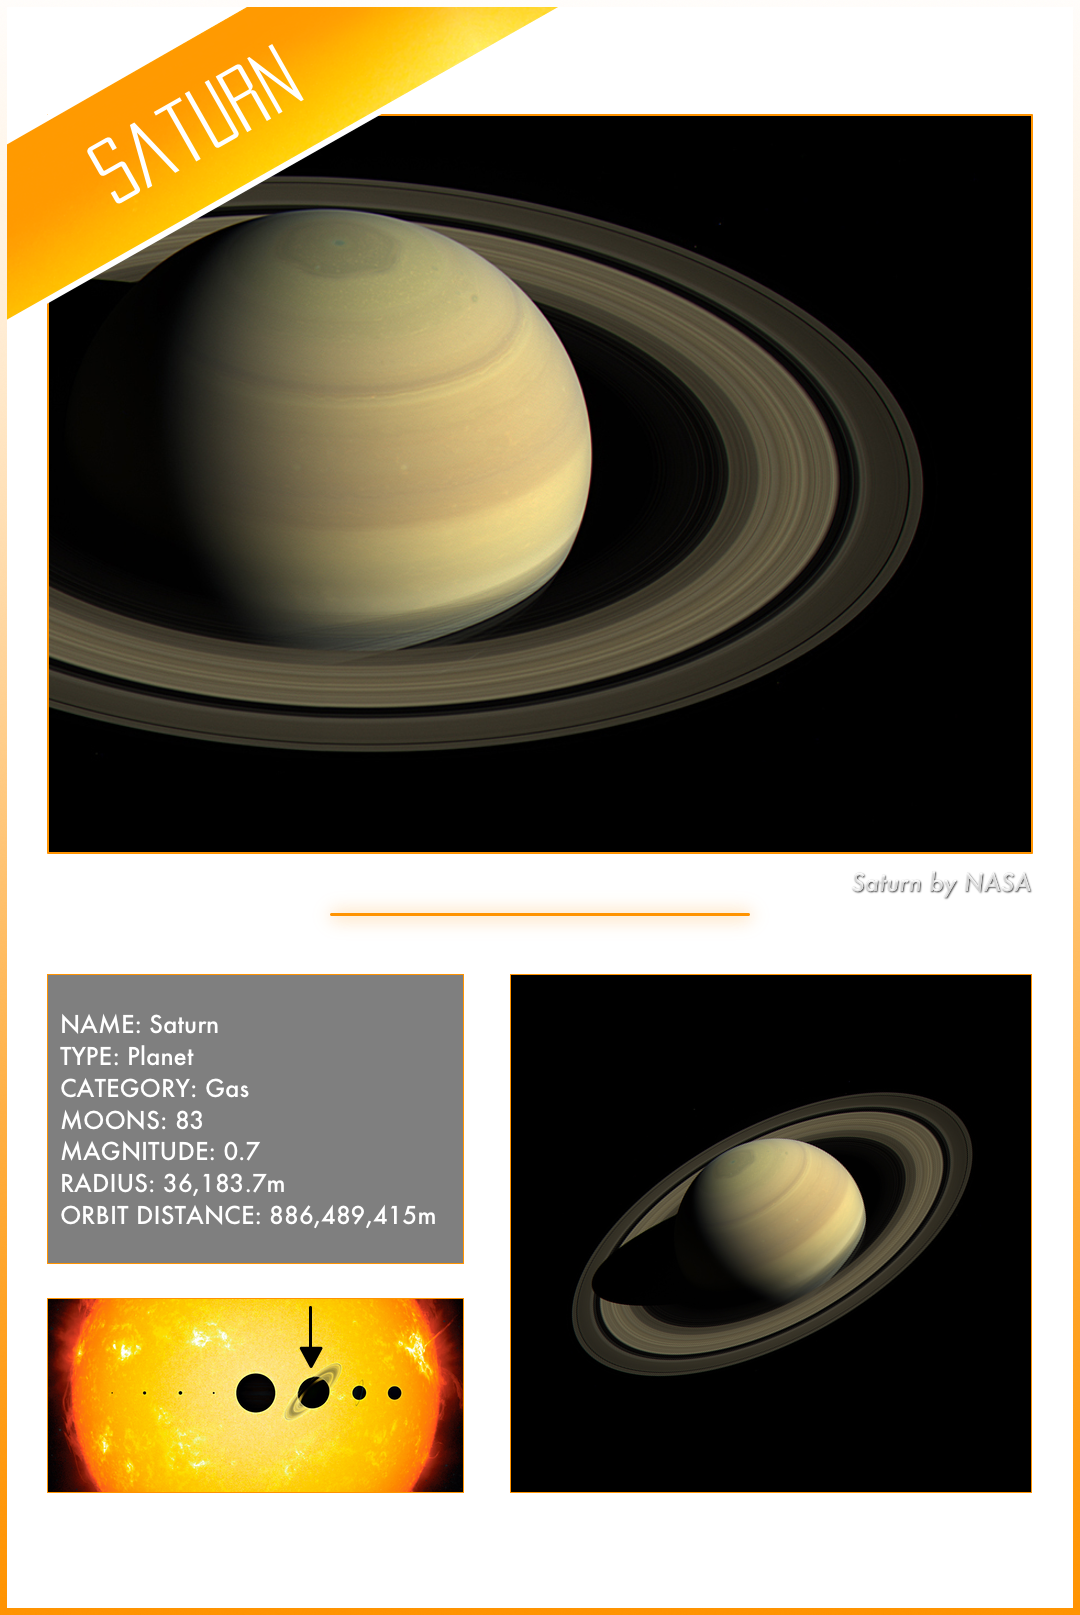 SATURN
Saturn by NASA
NAME: Saturn
TYPE: Planet
CATEGORY: Gas
MOONS: 83
MAGNITUDE: 0.7
RADIUS: 36,183.7m
ORBIT DISTANCE: 886,489,415m